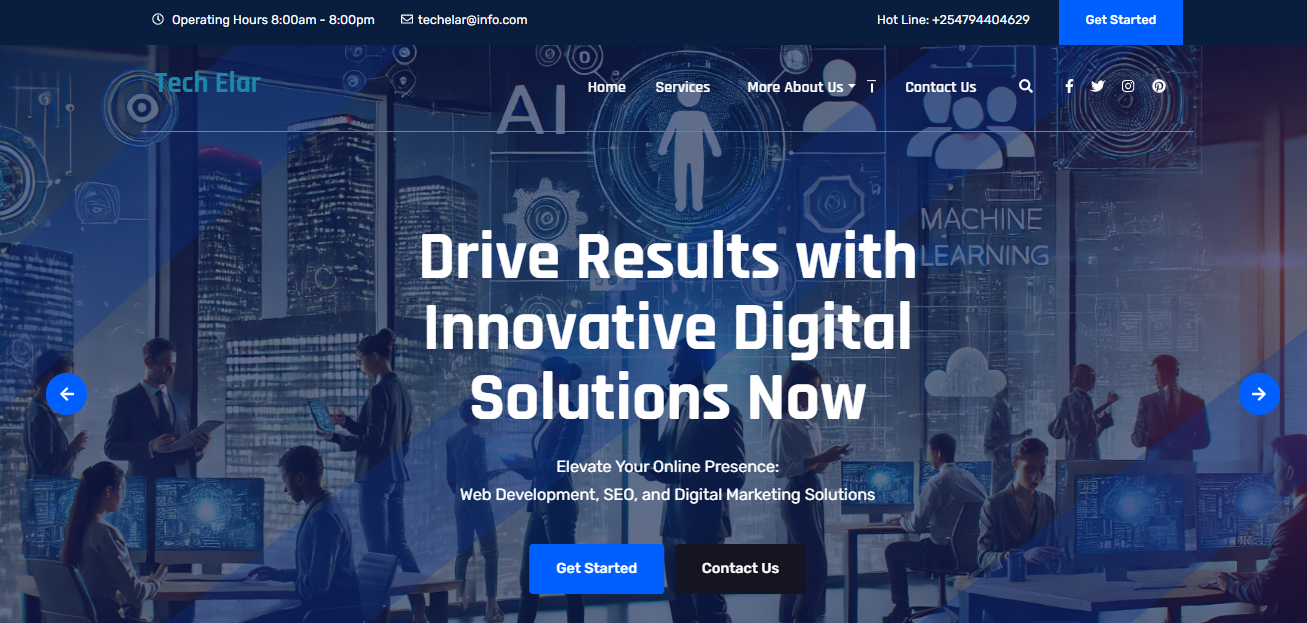 Operating Hours 8:00am - 8:00pm techelar@info.com Hot Line: +254794404629 Get Started
Tech Elar Home Services More About Us Contact Us
AI
MACHINE
LEARNING
Drive Results with
Innovative Digital
Solutions Now
Elevate Your Online Presence:
Web Development, SEO, and Digital Marketing Solutions
Get Started Contact Us